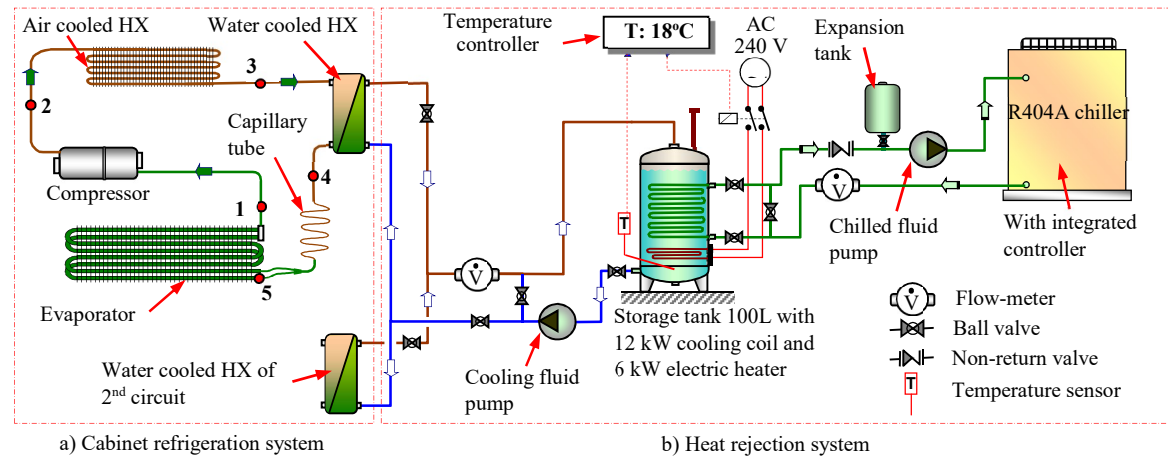 Air cooled HX
Water cooled HX
Temperature
controller
T: 18ºC
AC
240 V
Expansion
tank
R404A chiller
3
2
Capillary
tube
4
Compressor
1
5
Evaporator
T
V̇
V̇
Chilled fluid
pump
With integrated
controller
Storage tank 100L with
12 kW cooling coil and
6 kW electric heater
Water cooled HX of
2nd circuit
Cooling fluid
pump
V̇
Flow-meter
Ball valve
Non-return valve
T
Temperature sensor
a) Cabinet refrigeration system
b) Heat rejection system